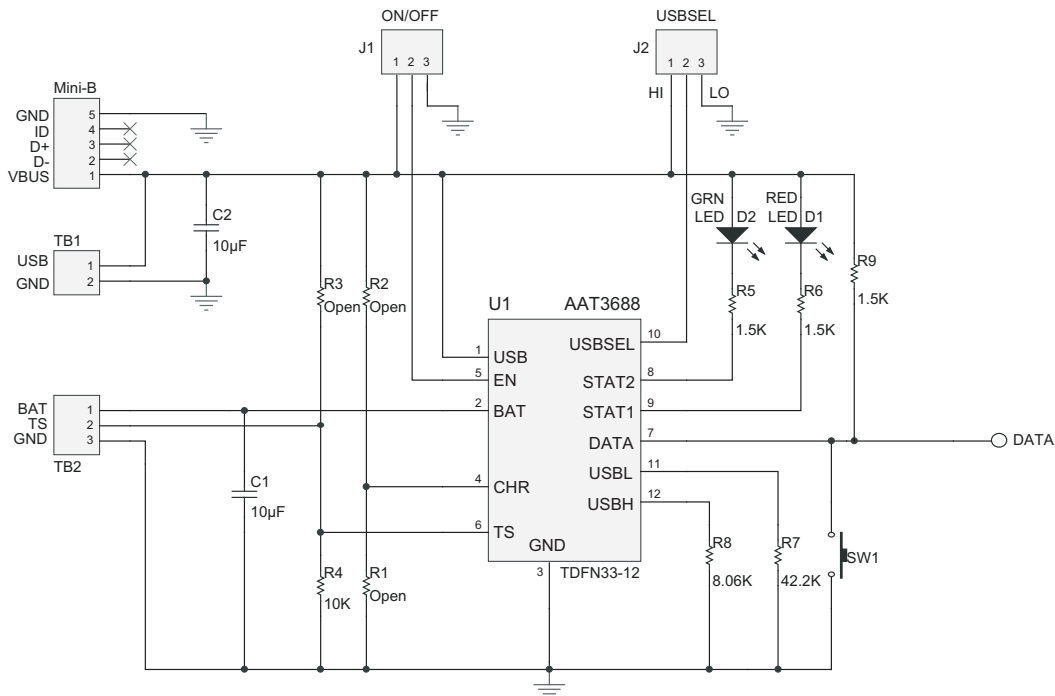 ON/OFF
USBSEL
J1
1 2 3
J2
1 2 3
HI
LO
Mini-B
GND 5
ID 4
D+ 3
D- 2
VBUS 1
C2
10µF
TB1
USB 1
GND 2
GRN
LED D2
RED
LED D1
R9
1.5K
R3
Open
R2
Open
R5
1.5K
R6
1.5K
U1
AAT3688
1 USB
5 EN
2 BAT
4 CHR
6 TS
USBSEL 10
STAT2 8
STAT1 9
DATA 7
USBL 11
USBH 12
GND
3
TDFN33-12
DATA
BAT 1
TS 2
GND 3
TB2
C1
10µF
R4
10K
R1
Open
R8
8.06K
R7
42.2K
SW1